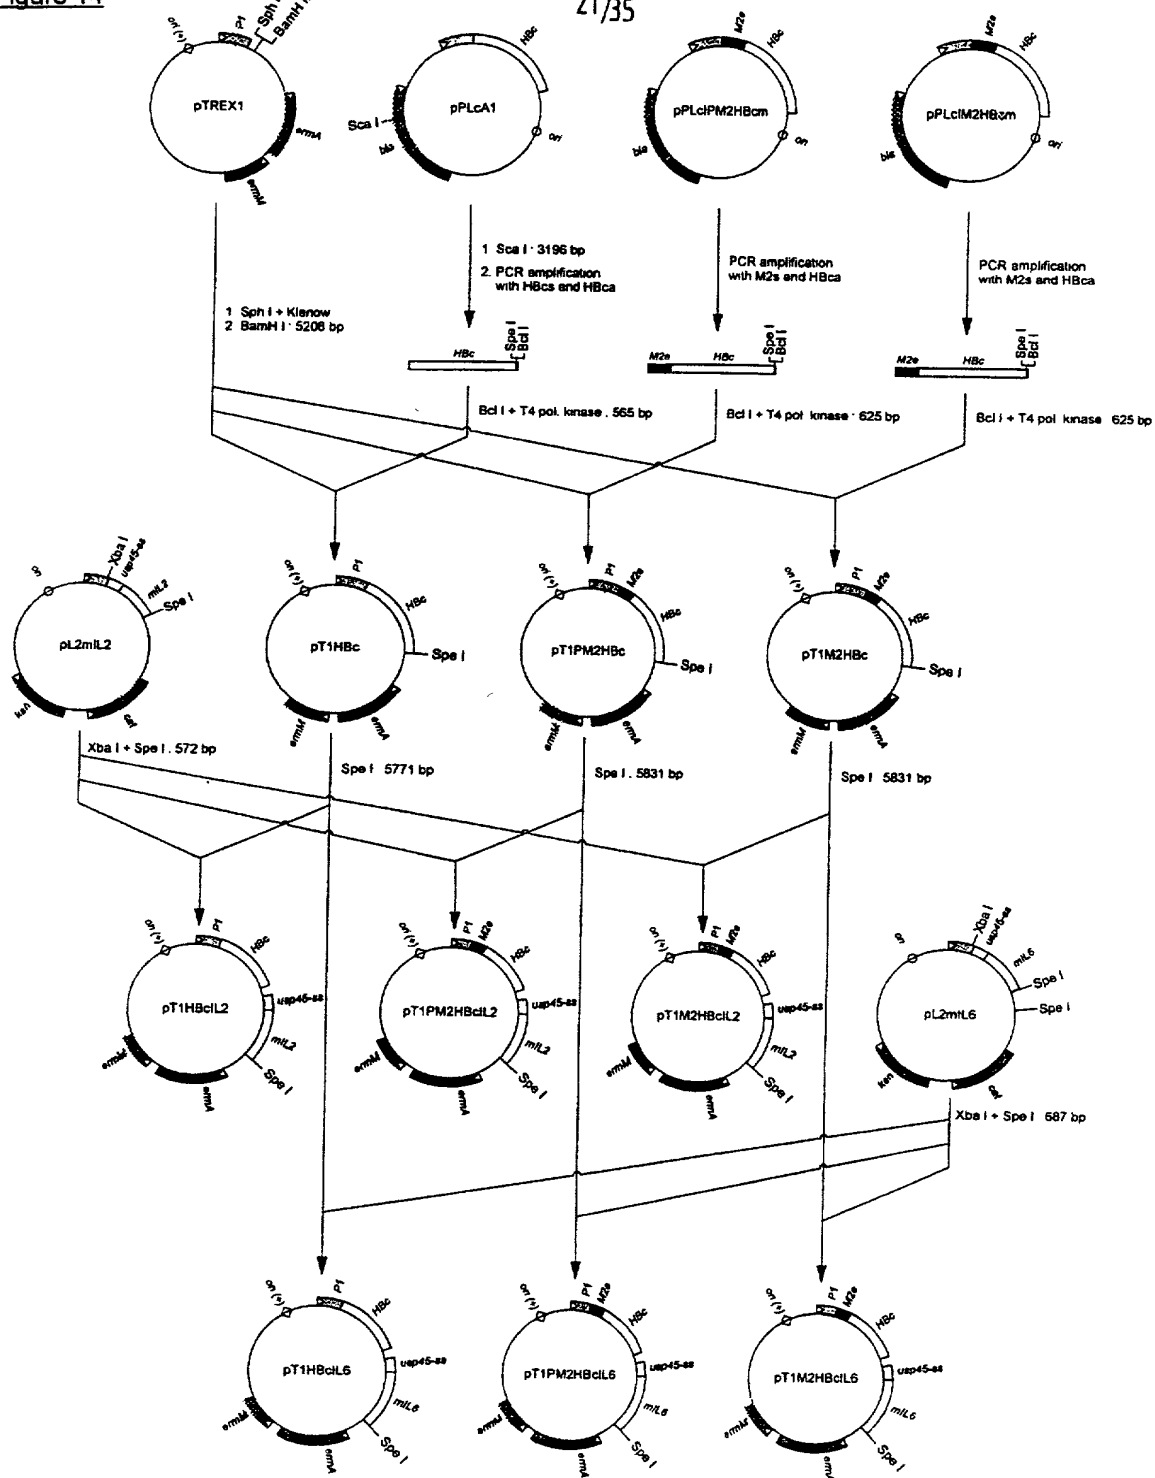 21/35
ori (+)
P1
BamH I
pTREX1
ermA
ermM
HBc
pPLcA1
Sca I
bla
ori
M2e
HBc
pPLcIPM2HBcm
bla
ori
M2e
HBc
pPLcIM2HBcm
bla
ori
1 Sph I + Klenow
2 BamH I : 5208 bp
1 Sca I : 3196 bp
2. PCR amplification
with HBcs and HBca
PCR amplification
with M2s and HBca
PCR amplification
with M2s and HBca
HBc
Spe I
Bcl I
M2e
HBc
Spe I
Bcl I
M2e
HBc
Spe I
Bcl I
Bcl I + T4 pol. kinase . 565 bp
Bcl I + T4 pol kinase : 625 bp
Bcl I + T4 pol kinase 625 bp
Xba I
usp45-ss
mIL2
Spe I
pL2mIL2
kan
cat
ori (+)
P1
HBc
pT1HBc
Spe I
ermM
ermA
ori (+)
P1
M2e
HBc
pT1PM2HBc
Spe I
ermM
ermA
ori (+)
P1
M2e
HBc
pT1M2HBc
Spe I
ermM
ermA
Xba I + Spe I . 572 bp
Spe I 5771 bp
Spe I . 5831 bp
Spe I 5831 bp
ori (+)
P1
HBc
pT1HBcIL2
usp45-ss
mIL2
Spe I
ermM
ermA
ori (+)
P1
M2e
HBc
pT1PM2HBcIL2
usp45-ss
mIL2
Spe I
ermM
ermA
ori (+)
P1
M2e
HBc
pT1M2HBcIL2
usp45-ss
mIL2
Spe I
ermM
ermA
ori
Xba I
usp45-ss
mIL6
Spe I
Spe I
pL2mIL6
kan
cat
Xba I + Spe I 687 bp
ori (+)
P1
HBc
pT1HBcIL6
usp45-ss
mIL6
Spe I
ermM
ermA
ori (+)
P1
M2e
HBc
pT1PM2HBcIL6
usp45-ss
mIL6
Spe I
ermM
ermA
ori (+)
P1
M2e
HBc
pT1M2HBcIL6
usp45-ss
mIL6
Spe I
ermM